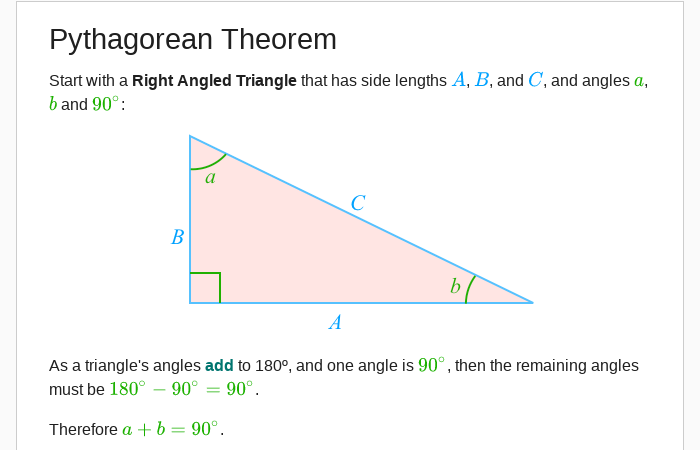 Pythagorean Theorem
Start with a Right Angled Triangle that has side lengths A, B, and C, and angles a,
b and 90°:
a
C
B
b
A
As a triangle's angles add to 180º, and one angle is 90°, then the remaining angles
must be 180° − 90° = 90°.
Therefore a + b = 90°.